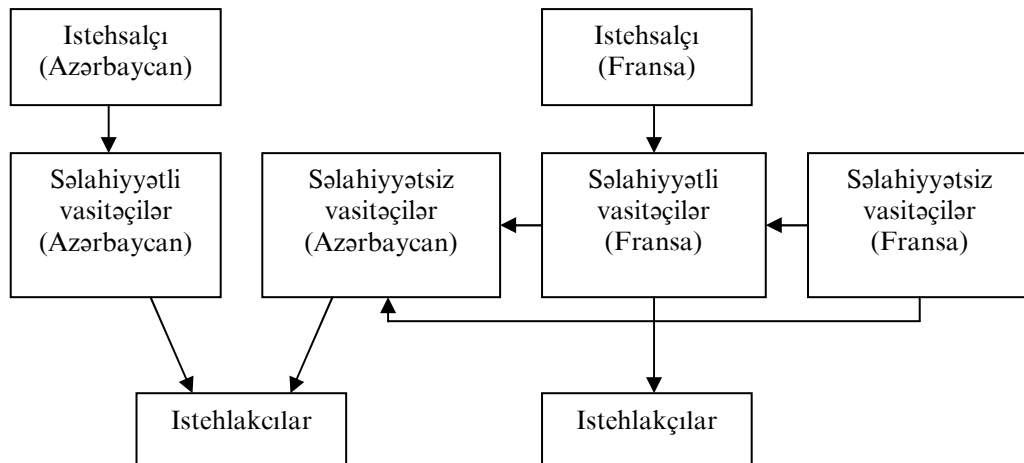 Istehsalçı
(Azərbaycan)
Istehsalçı
(Fransa)
Səlahiyyətli
vasitəçilər
(Azərbaycan)
Səlahiyyətsiz
vasitəçilər
(Azərbaycan)
Səlahiyyətli
vasitəçilər
(Fransa)
Səlahiyyətsiz
vasitəçilər
(Fransa)
Istehlakcılar
Istehlakçılar